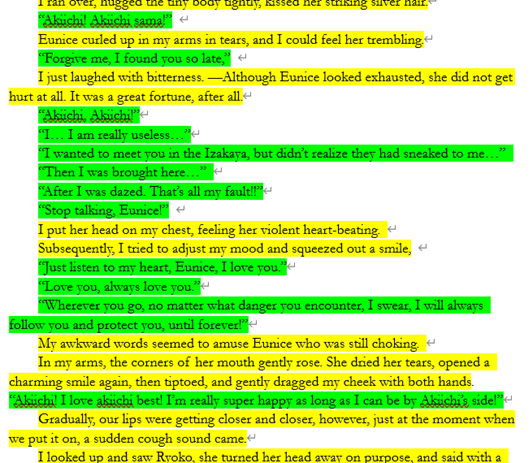 I ran over, hugged the tiny body tightly, kissed her striking silver hair.
“Akiichi! Akiichi sama!”
Eunice curled up in my arms in tears, and I could feel her trembling.
“Forgive me, I found you so late,”
I just laughed with bitterness. —Although Eunice looked exhausted, she did not get
hurt at all. It was a great fortune, after all.
“Akiichi, Akiichi!”
“I… I am really useless…”
“I wanted to meet you in the Izakaya, but didn’t realize they had sneaked to me…”
“Then I was brought here…”
“After I was dazed. That’s all my fault!!”
“Stop talking, Eunice!”
I put her head on my chest, feeling her violent heart-beating.
Subsequently, I tried to adjust my mood and squeezed out a smile,
“Just listen to my heart, Eunice, I love you.”
“Love you, always love you.”
“Wherever you go, no matter what danger you encounter, I swear, I will always
follow you and protect you, until forever!”
My awkward words seemed to amuse Eunice who was still choking.
In my arms, the corners of her mouth gently rose. She dried her tears, opened a
charming smile again, then tiptoed, and gently dragged my cheek with both hands.
“Akiichi! I love akiichi best! I’m really super happy as long as I can be by Akiichi’s side!”
Gradually, our lips were getting closer and closer, however, just at the moment when
we put it on, a sudden cough sound came.
I looked up and saw Ryoko, she turned her head away on purpose, and said with a